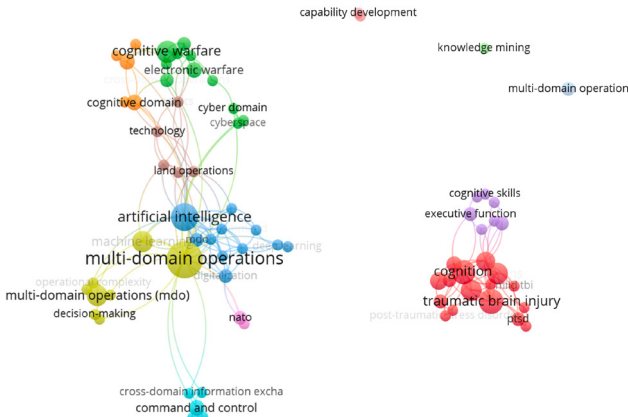 capability development
knowledge mining
multi-domain operation
cognitive warfare
electronic warfare
cognitive domain
cyber domain
cyberspace
technology
land operations
artificial intelligence
machine learning
mdo
deep learning
multi-domain operations
digitalization
operational complexity
multi-domain operations (mdo)
decision-making
nato
cross-domain information excha
command and control
cognitive skills
executive function
cognition
traumatic brain injury
post-traumatic stress disorder
ptsd